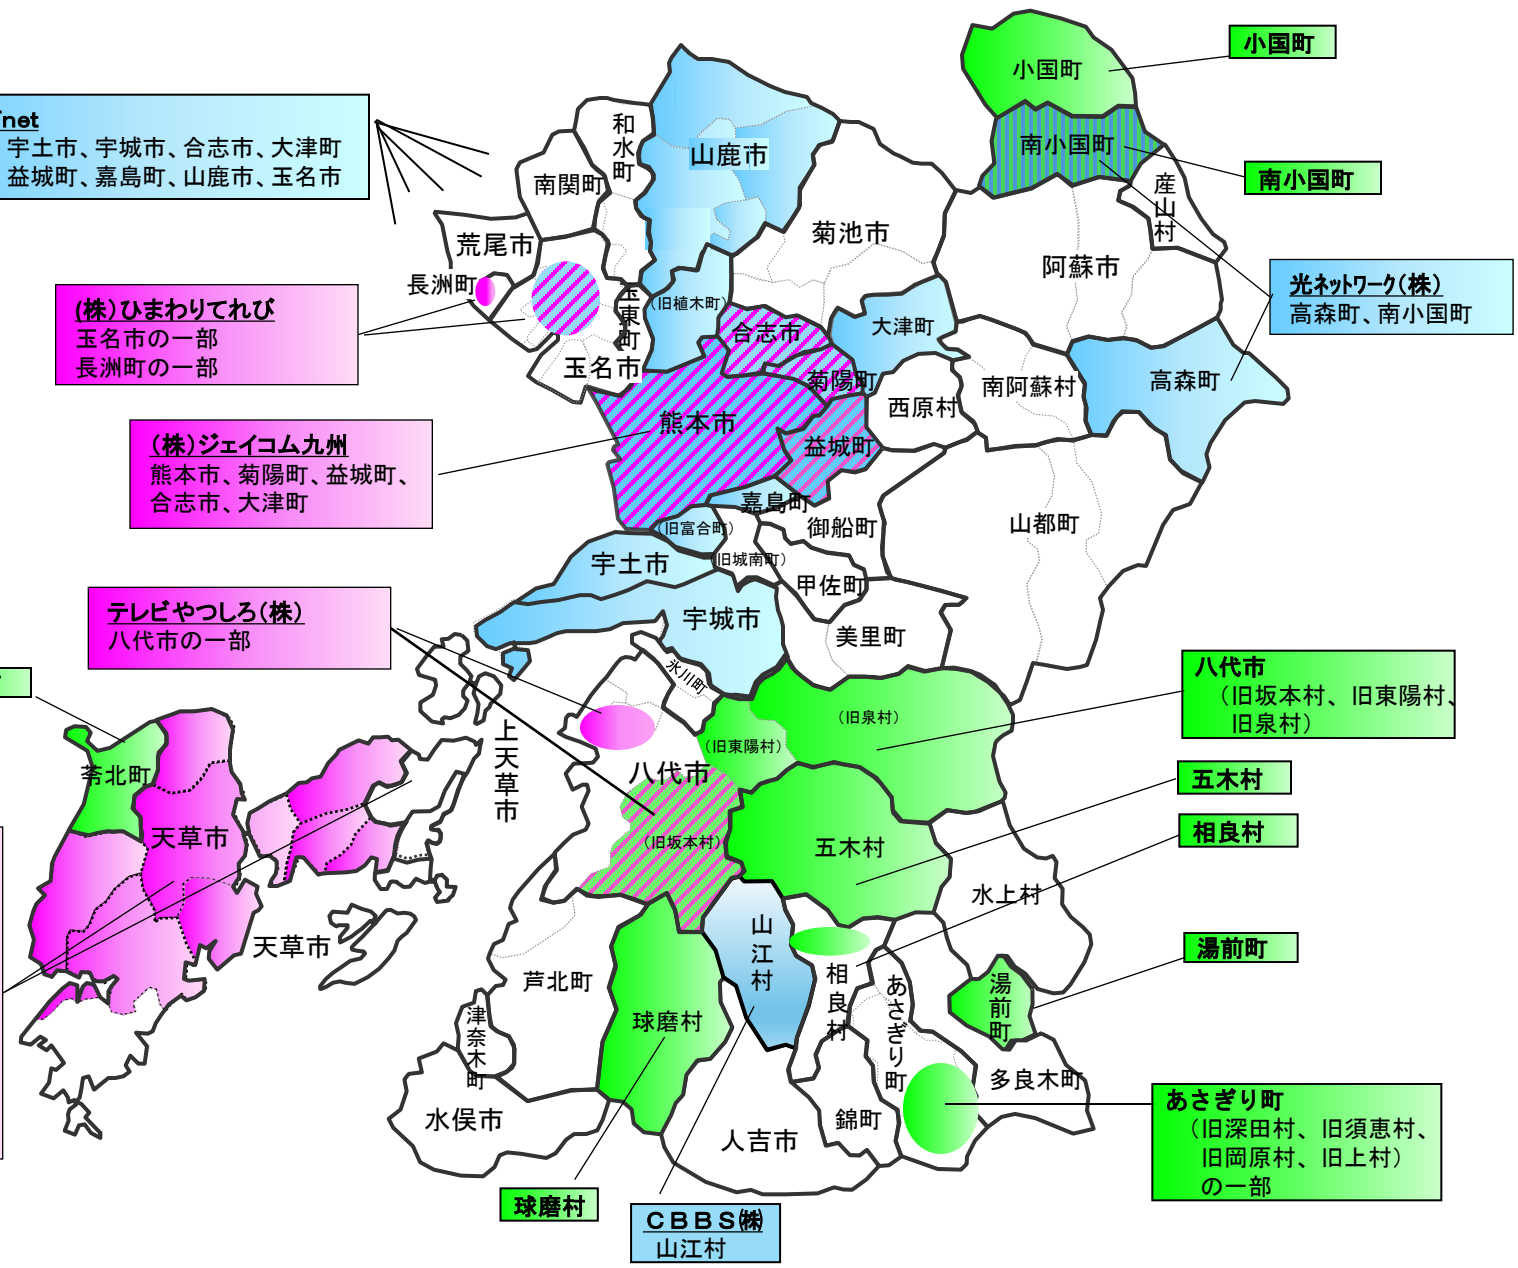 net
宇土市、宇城市、合志市、大津町
益城町、嘉島町、山鹿市、玉名市
(株)ひまわりてれび
玉名市の一部
長洲町の一部
(株)ジェイコム九州
熊本市、菊陽町、益城町、
合志市、大津町
テレビやつしろ(株)
八代市の一部
小国町
南小国町
光ネットワーク(株)
高森町、南小国町
八代市
(旧坂本村、旧東陽村、
旧泉村)
五木村
相良村
湯前町
あさぎり町
(旧深田村、旧須恵村、
旧岡原村、旧上村)
の一部
球磨村
CBBS(株)
山江村
小国町
南小国町
産山村
和水町
山鹿市
南関町
菊池市
荒尾市
阿蘇市
長洲町
玉東町
(旧植木町)
合志市
大津町
玉名市
菊陽町
西原村
南阿蘇村
高森町
熊本市
益城町
嘉島町
御船町
山都町
(旧富合町)
(旧城南町)
宇土市
甲佐町
宇城市
美里町
氷川町
(旧泉村)
(旧東陽村)
上天草市
八代市
苓北町
天草市
(旧坂本村)
五木村
水上村
天草市
山江村
芦北町
相良村
あさぎり町
湯前町
球磨村
津奈木町
多良木町
水俣市
錦町
人吉市